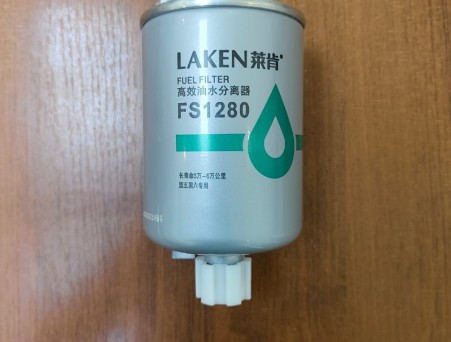 LAKEN莱肯
FUEL FILTER
高效油水分离器
FS1280
长寿命5万-6万公里
国五国六专用